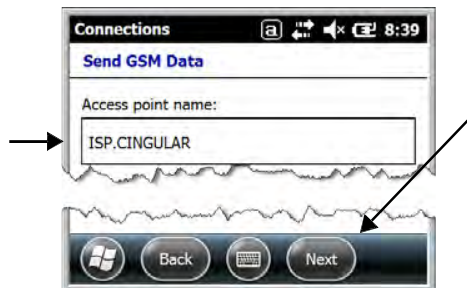 Connections a 8:39
Send GSM Data
Access point name:
ISP.CINGULAR
Back Next